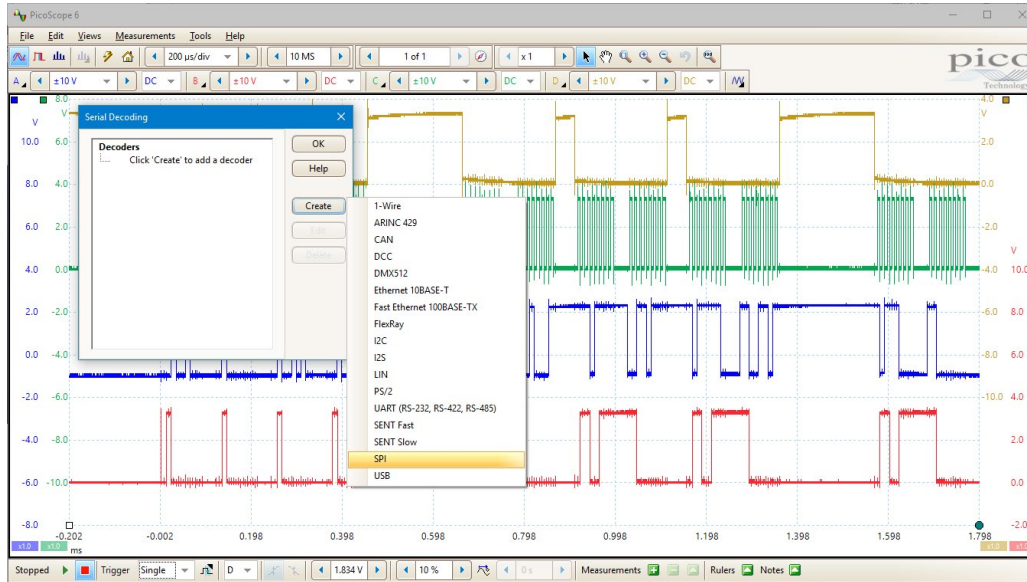 PicoScope 6
File Edit Views Measurements Tools Help
200 µs/div 10 MS 1 of 1 x 1
pico
Technology
A ±10 V DC B ±10 V DC C ±10 V DC D ±10 V DC
Serial Decoding
Decoders
Click 'Create' to add a decoder
OK
Help
Create
Edit
Delete
1-Wire
ARINC 429
CAN
DCC
DMX512
Ethernet 10BASE-T
Fast Ethernet 100BASE-TX
FlexRay
I2C
I2S
LIN
PS/2
UART (RS-232, RS-422, RS-485)
SENT Fast
SENT Slow
SPI
USB
V
10.0
8.0
6.0
4.0
2.0
0.0
-2.0
-4.0
-6.0
-8.0
8.0
V
6.0
4.0
2.0
0.0
-2.0
-4.0
-6.0
-8.0
-10.0
4.0
V
2.0
0.0
-2.0
-4.0
-6.0
-8.0
-10.0
V
10.0
8.0
6.0
4.0
2.0
0.0
-2.0
-0.202 -0.002 0.198 0.398 0.598 0.798 0.998 1.198 1.398 1.598 1.798
x1.0 x1.0 ms x1.0 x1.0
Stopped Trigger Single D 1.834 V 10 % 0 s Measurements Rulers Notes